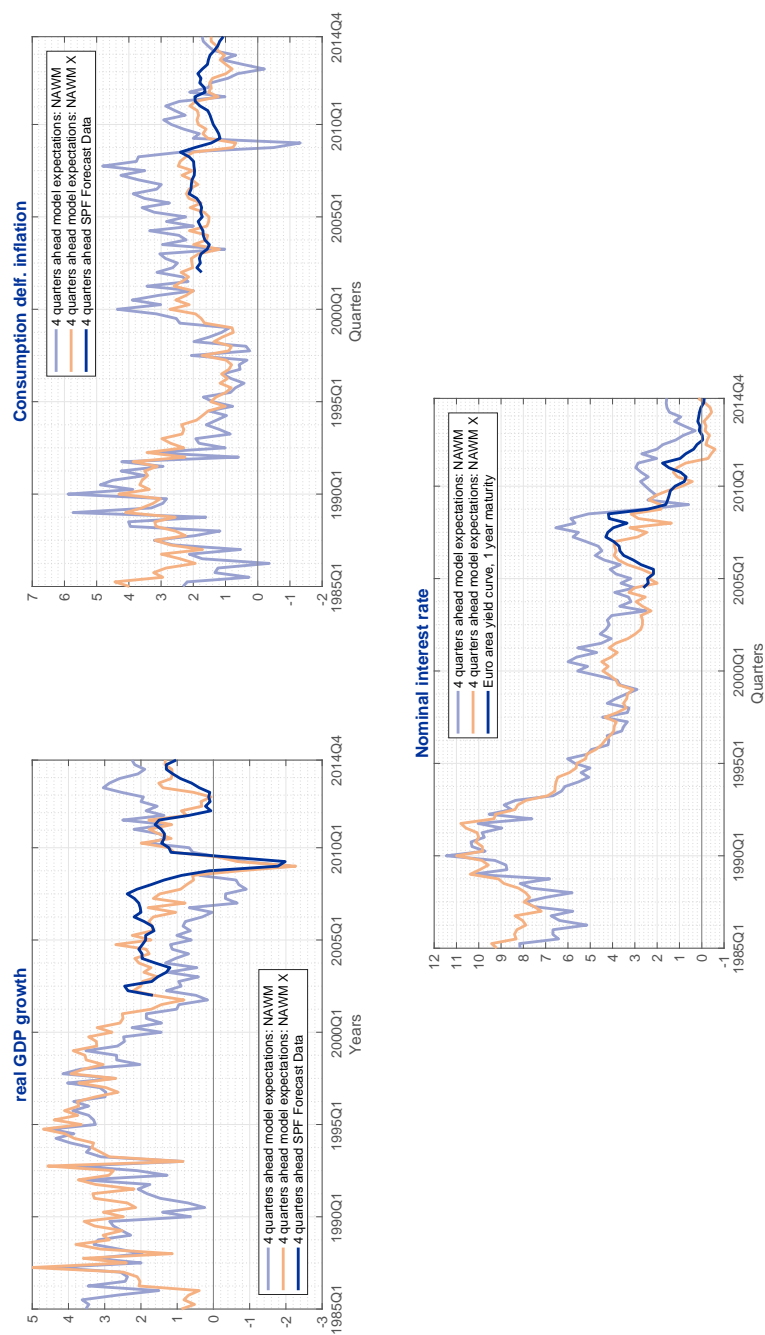 real GDP growth
5
4
3
2
1
0
-1
-2
-3
1985Q1
1990Q1
1995Q1
2000Q1
2005Q1
2010Q1
2014Q4
Years
4 quarters ahead model expectations: NAWM
4 quarters ahead model expectations: NAWM X
4 quarters ahead SPF Forecast Data
Consumption delf. inflation
7
6
5
4
3
2
1
0
-1
-2
1985Q1
1990Q1
1995Q1
2000Q1
2005Q1
2010Q1
2014Q4
Quarters
4 quarters ahead model expectations: NAWM
4 quarters ahead model expectations: NAWM X
4 quarters ahead SPF Forecast Data
Nominal interest rate
12
11
10
9
8
7
6
5
4
3
2
1
0
-1
1985Q1
1990Q1
1995Q1
2000Q1
2005Q1
2010Q1
2014Q4
Quarters
4 quarters ahead model expectations: NAWM
4 quarters ahead model expectations: NAWM X
Euro area yield curve, 1 year maturity